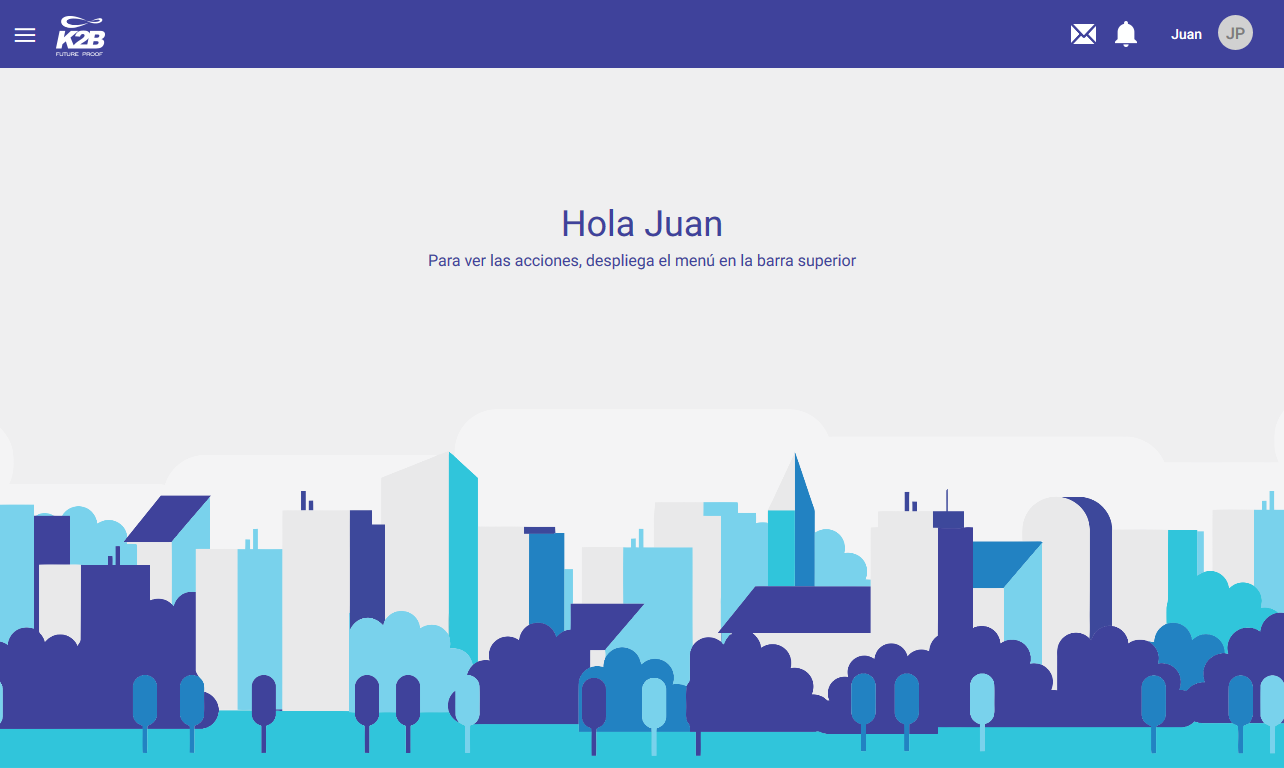 K2B
FUTURE PROOF
Juan
JP
Hola Juan
Para ver las acciones, despliega el menú en la barra superior